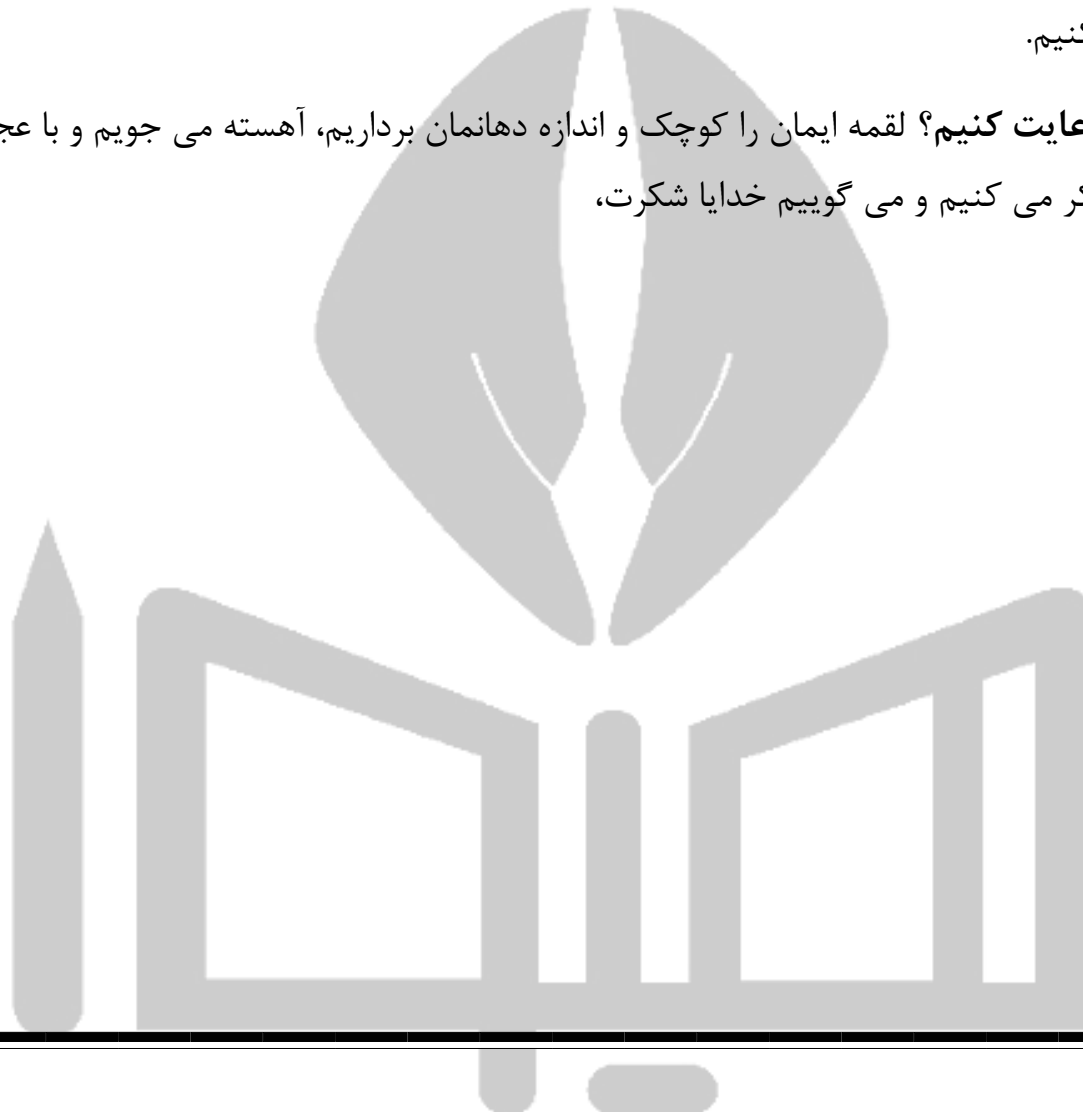 کنیم.
عایت کنیم؟ لقمه ایمان را کوچک و اندازه دهانمان برداریم، آهسته می جویم و با عج
کر می کنیم و می گوییم خدایا شکرت،